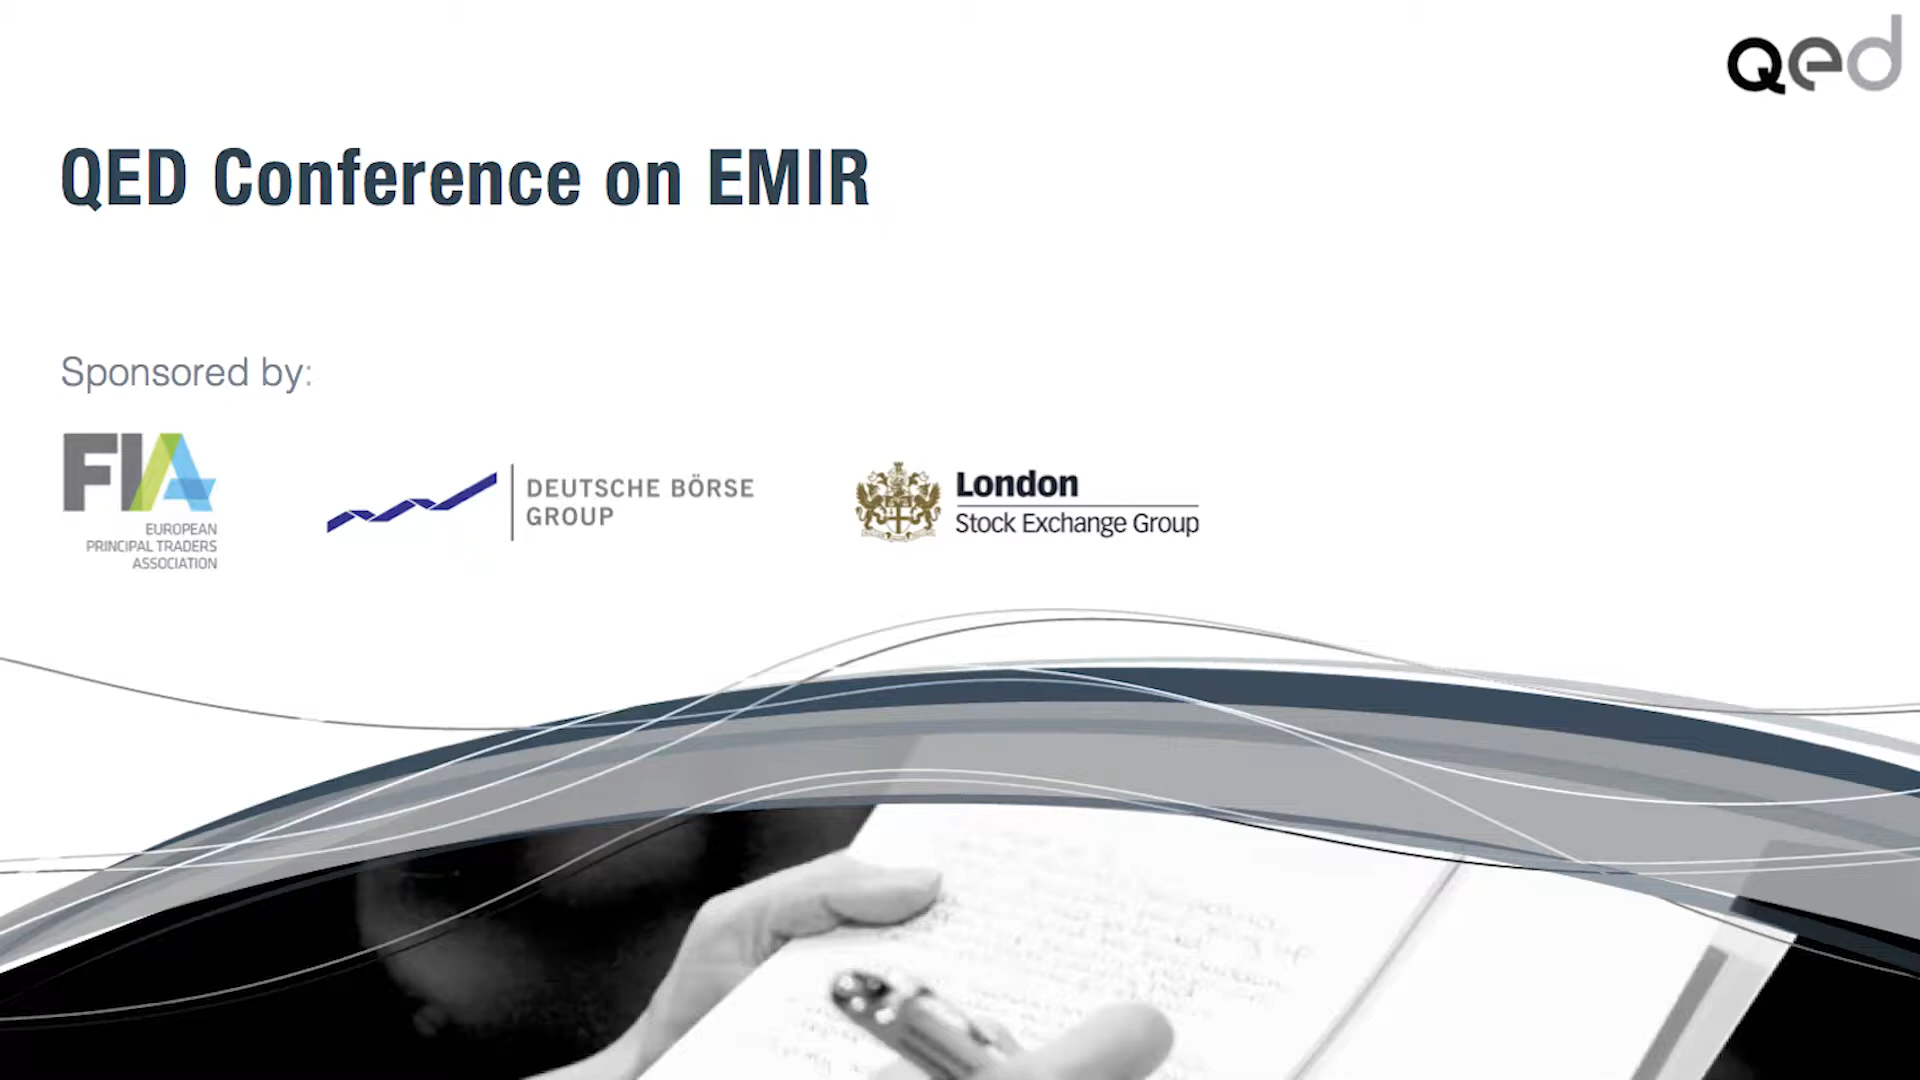 qed
QED Conference on EMIR
Sponsored by:
FIA
EUROPEAN
PRINCIPAL TRADERS
ASSOCIATION
DEUTSCHE BÖRSE
GROUP
London
Stock Exchange Group